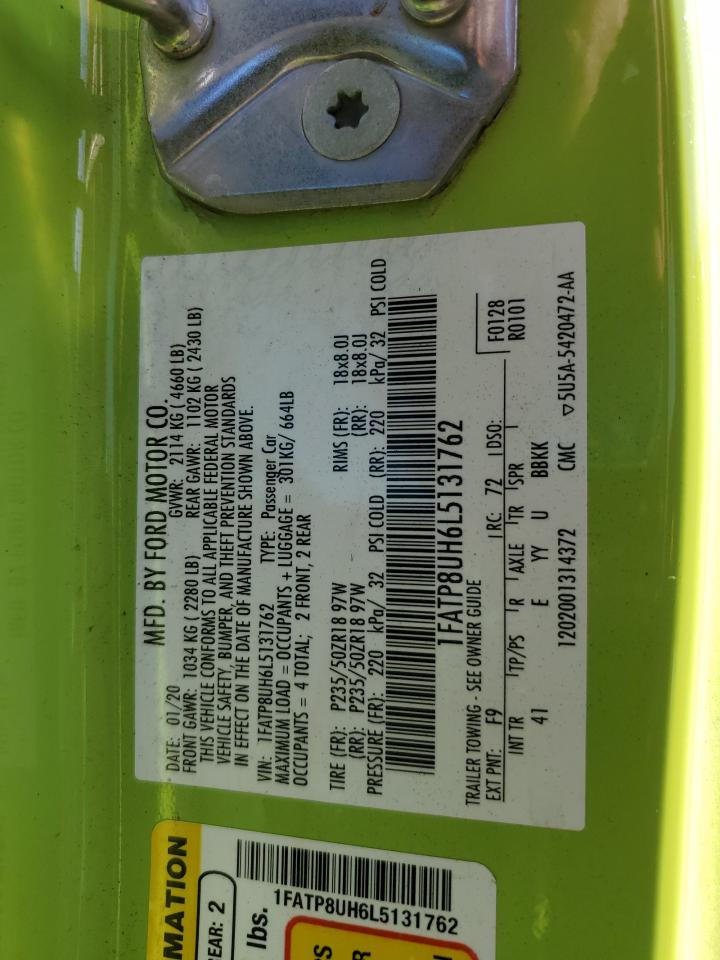 MFD. BY FORD MOTOR CO.
DATE: 01/20 GVWR: 2114 KG ( 4660 LB)
FRONT GAWR: 1034 KG ( 2280 LB) REAR GAWR: 1102 KG ( 2430 LB)
THIS VEHICLE CONFORMS TO ALL APPLICABLE FEDERAL MOTOR
VEHICLE SAFETY, BUMPER, AND THEFT PREVENTION STANDARDS
IN EFFECT ON THE DATE OF MANUFACTURE SHOWN ABOVE.
VIN: 1FATP8UH6L5131762 TYPE: Passenger Car
MAXIMUM LOAD = OCCUPANTS + LUGGAGE = 301KG/ 664LB
OCCUPANTS = 4 TOTAL; 2 FRONT, 2 REAR
TIRE (FR): P235/50ZR18 97W RIMS (FR): 18x8.0J
(RR): P235/50ZR18 97W (RR): 18x8.0J
PRESSURE (FR): 220 kPa/ 32 PSI COLD (RR): 220 kPa/ 32 PSI COLD
1FATP8UH6L5131762
TRAILER TOWING - SEE OWNER GUIDE F0128
EXT PNT: F9 RC: 72 DSO: R0101
INT TR TP/PS R AXLE TR SPR
41 E YY U BBKK
1202001314372 CMC ▽5U5A-5420472-AA
MATION
REAR: 2
lbs.
1FATP8UH6L5131762